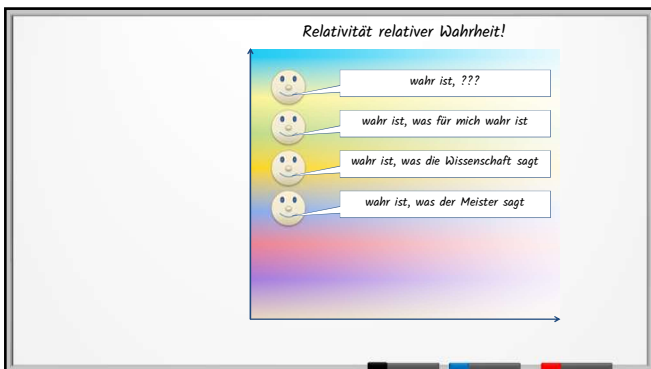 Relativität relativer Wahrheit!
wahr ist, ???
wahr ist, was für mich wahr ist
wahr ist, was die Wissenschaft sagt
wahr ist, was der Meister sagt